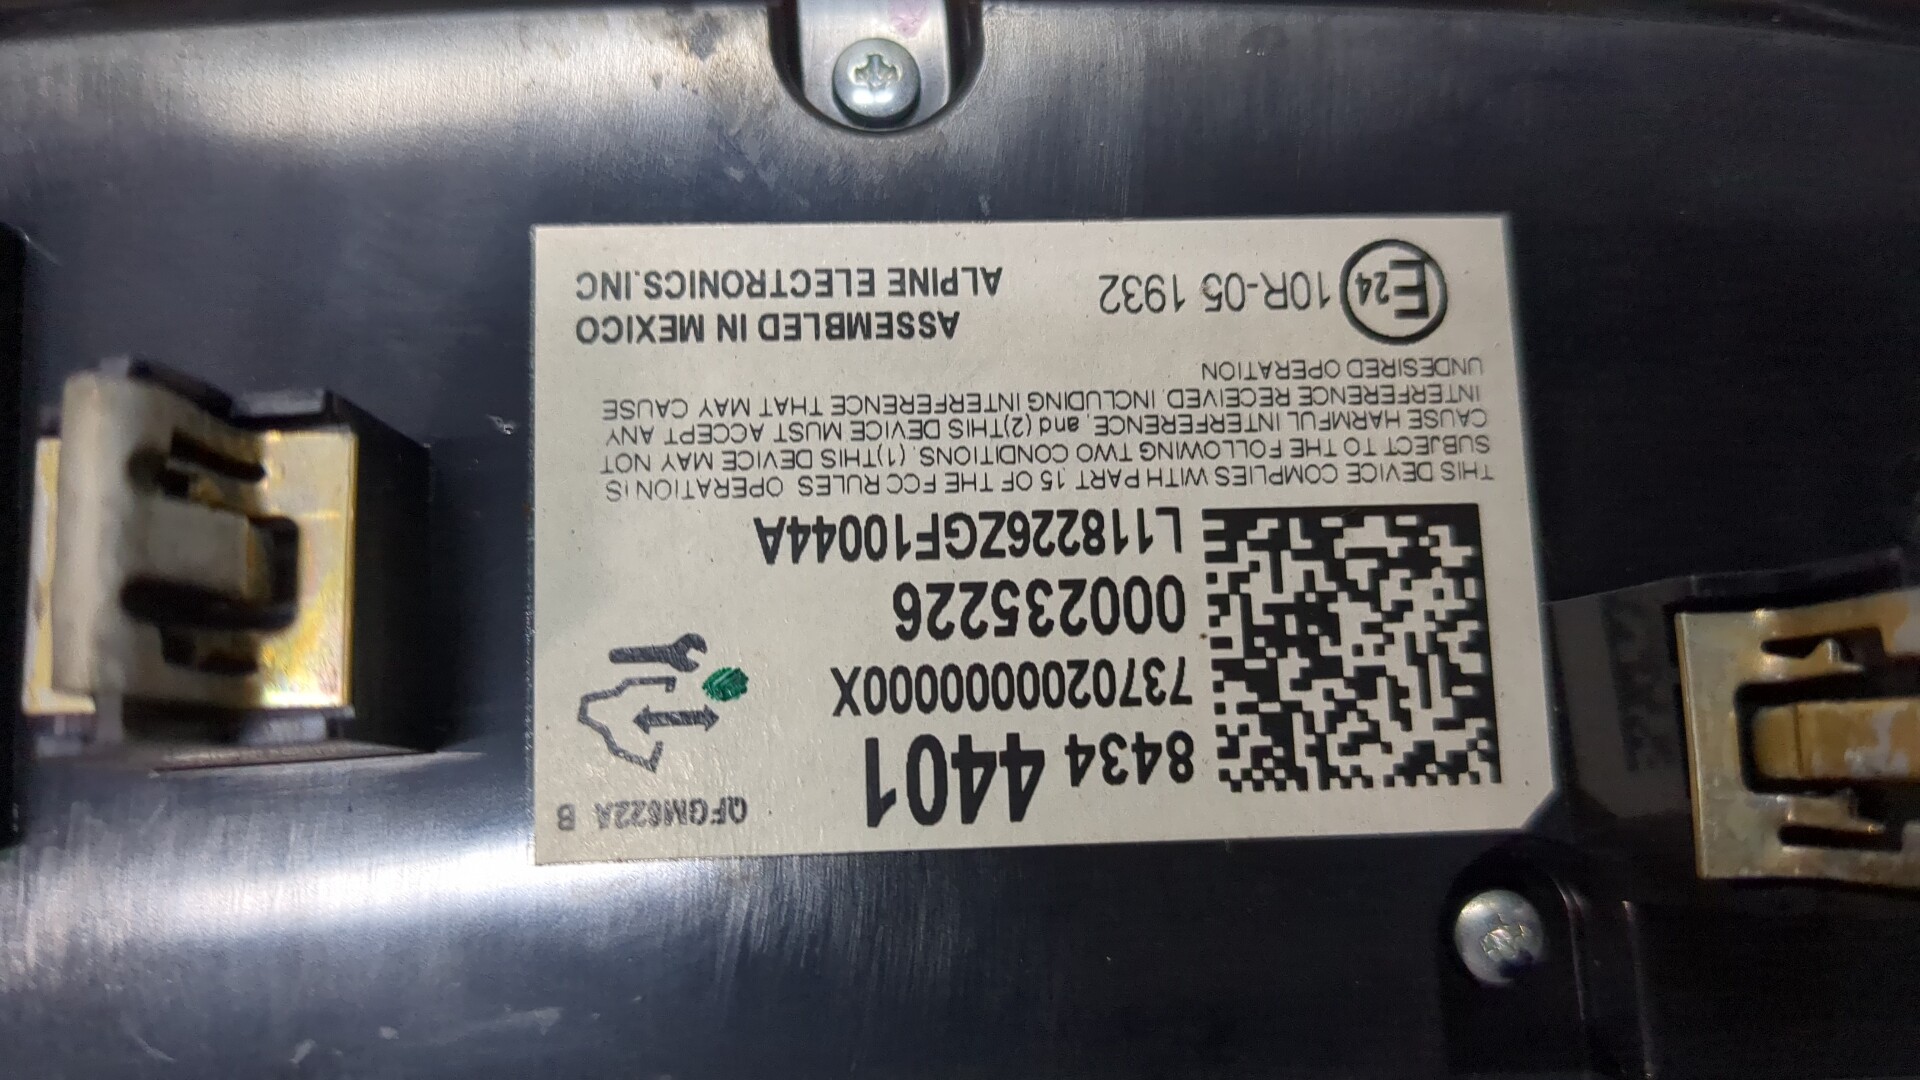 QFGM622A B
8434 4401
7370200000000X
000235226
L118226ZGF10044A
THIS DEVICE COMPLIES WITH PART 15 OF THE FCC RULES OPERATION IS
SUBJECT TO THE FOLLOWING TWO CONDITIONS. (1)THIS DEVICE MAY NOT
CAUSE HARMFUL INTERFERENCE, and (2)THIS DEVICE MUST ACCEPT ANY
INTERFERENCE RECEIVED, INCLUDING INTERFERENCE THAT MAY CAUSE
UNDESIRED OPERATION
ASSEMBLED IN MEXICO
E24 10R-05 1932
ALPINE ELECTRONICS.INC